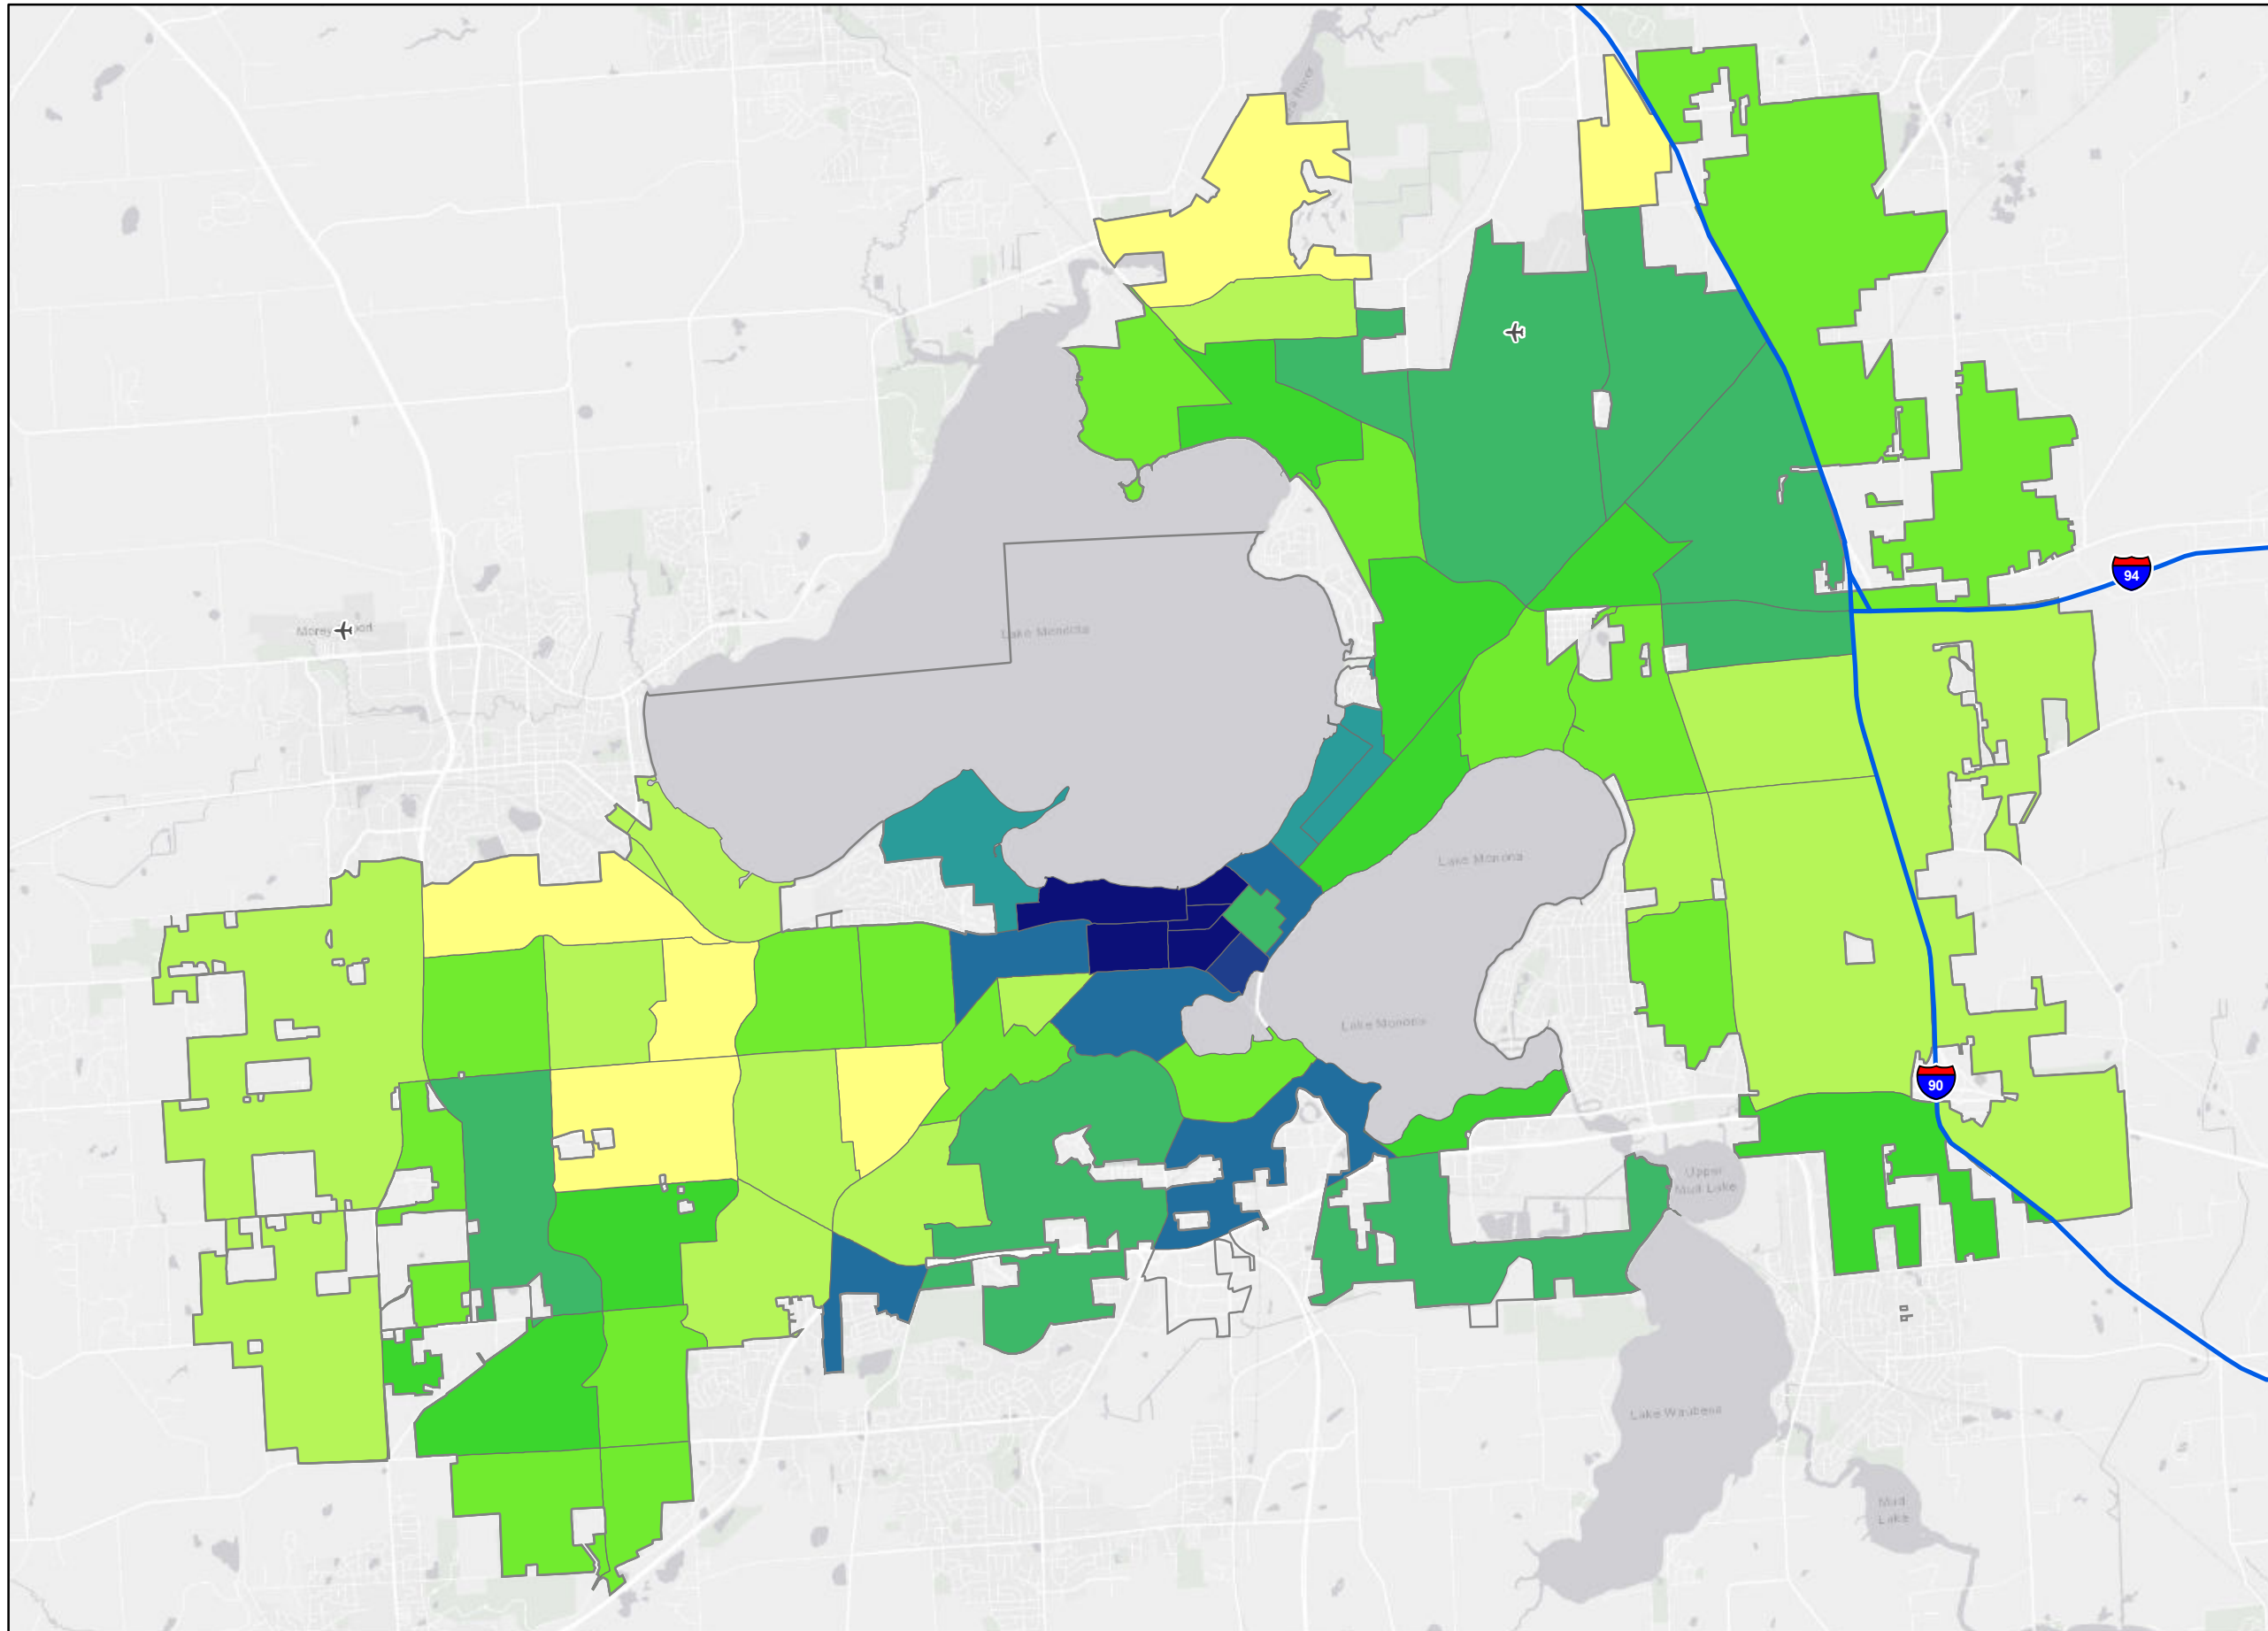 Lake Mendota
94
Lake Monona
Lake Monona
90
Upper
Mud Lake
Lake Waubesa
Mud
Lake